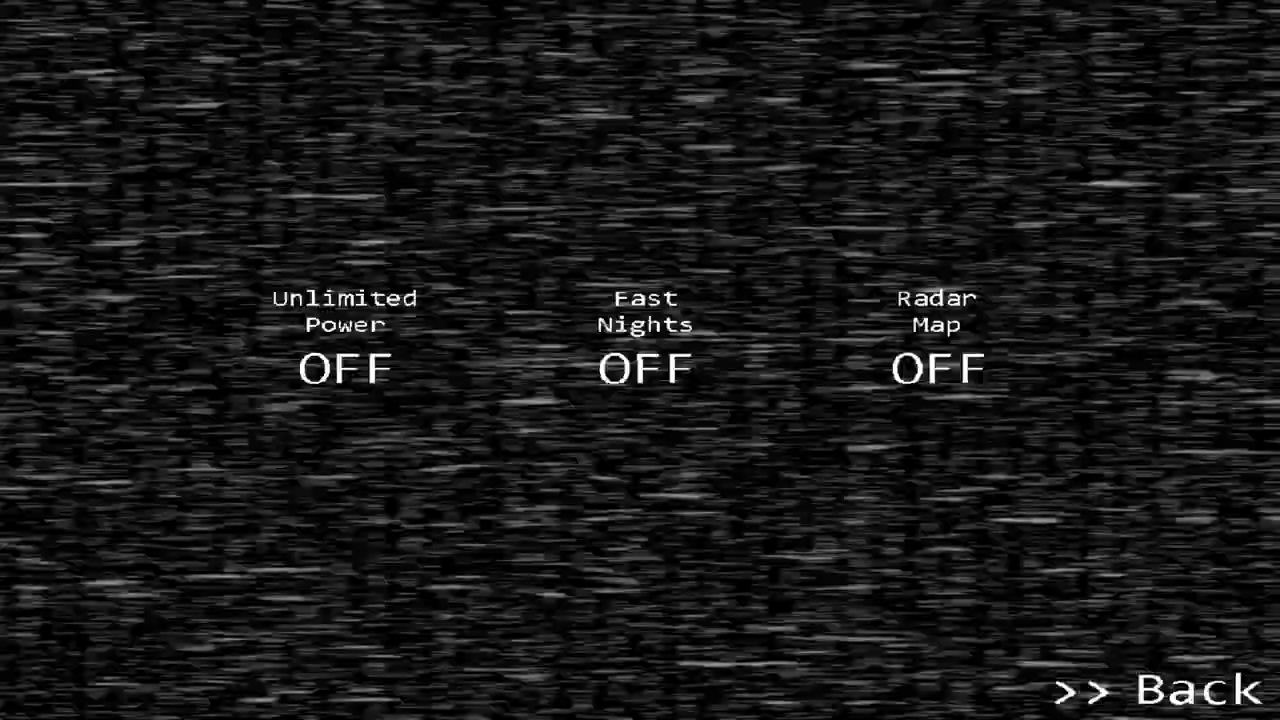 Unlimited
Power
OFF
Fast
Nights
OFF
Radar
Map
OFF
>> Back